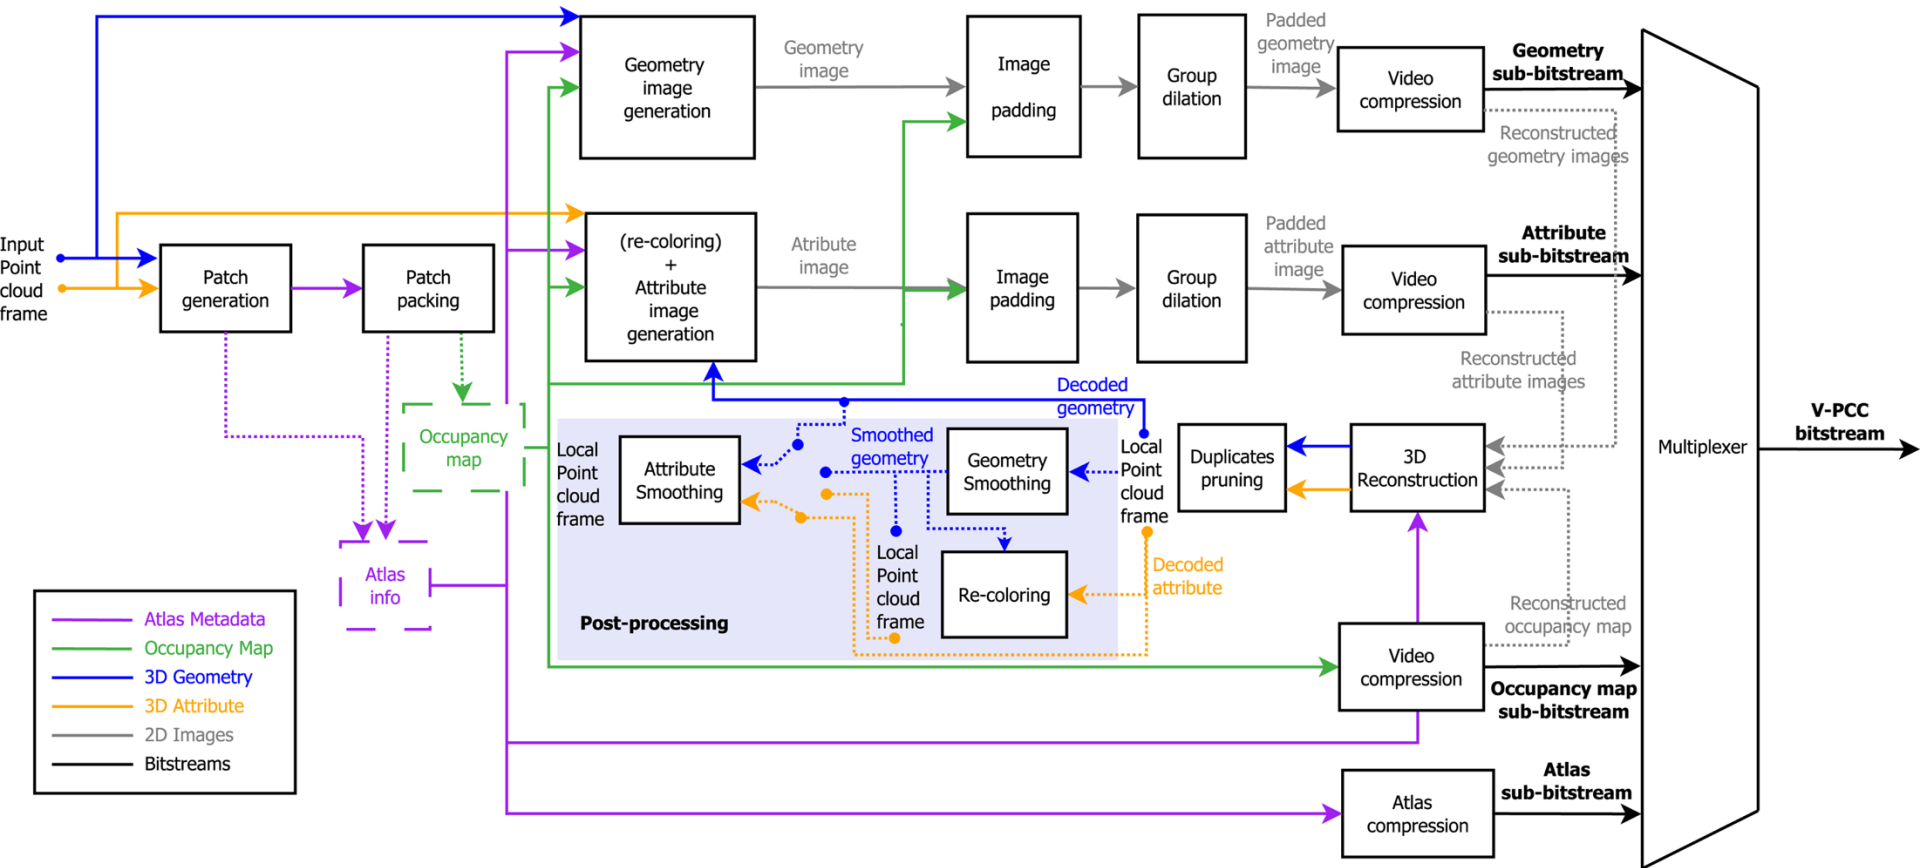 Input
Point
cloud
frame
Patch
generation
Patch
packing
Occupancy
map
Atlas
info
Geometry
image
generation
Geometry
image
Image
padding
Group
dilation
Padded
geometry
image
Video
compression
Geometry
sub-bitstream
Reconstructed
geometry images
(re-coloring)
+
Attribute
image
generation
Atribute
image
Image
padding
Group
dilation
Padded
attribute
image
Video
compression
Attribute
sub-bitstream
Reconstructed
attribute images
Decoded
geometry
Local
Point
cloud
frame
Attribute
Smoothing
Smoothed
geometry
Geometry
Smoothing
Local
Point
cloud
frame
Duplicates
pruning
3D
Reconstruction
Local
Point
cloud
frame
Re-coloring
Decoded
attribute
Post-processing
Reconstructed
occupancy map
Video
compression
Occupancy map
sub-bitstream
Atlas
compression
Atlas
sub-bitstream
Multiplexer
V-PCC
bitstream
Atlas Metadata
Occupancy Map
3D Geometry
3D Attribute
2D Images
Bitstreams